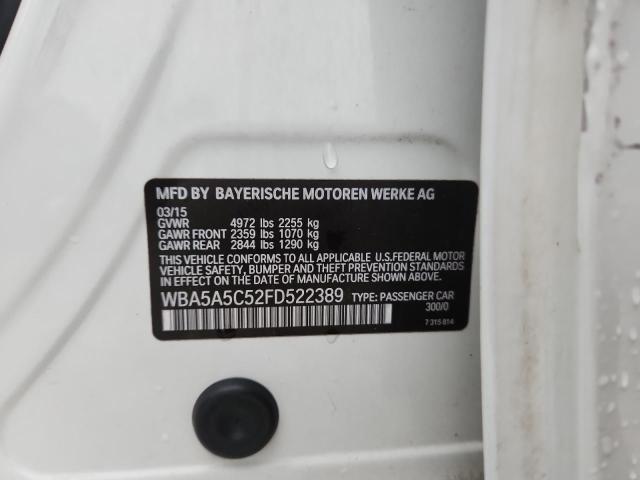 MFD BY BAYERISCHE MOTOREN WERKE AG
03/15
GVWR 4972 lbs 2255 kg
GAWR FRONT 2359 lbs 1070 kg
GAWR REAR 2844 lbs 1290 kg
THIS VEHICLE CONFORMS TO ALL APPLICABLE U.S.FEDERAL MOTOR
VEHICLE SAFETY, BUMPER AND THEFT PREVENTION STANDARDS
IN EFFECT ON THE DATE OF MANUFACTURE SHOWN ABOVE.
WBA5A5C52FD522389 TYPE: PASSENGER CAR
300/0
7 315 814